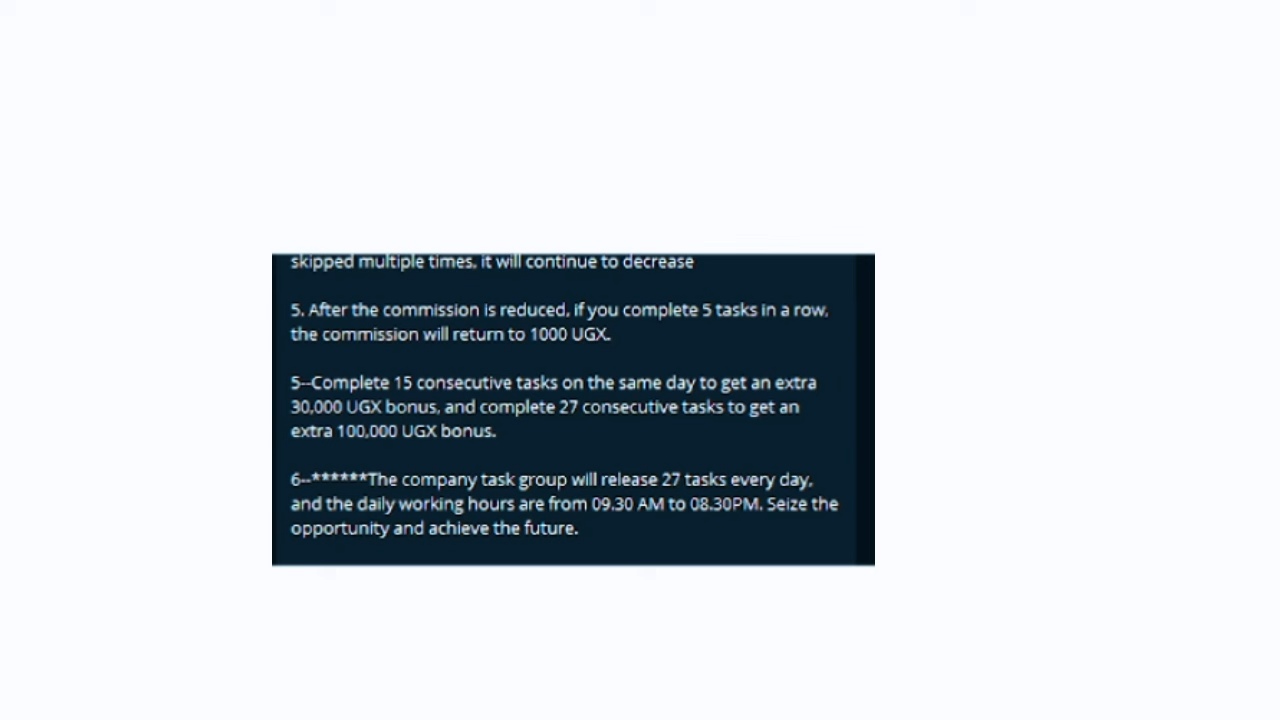 skipped multiple times, it will continue to decrease
5. After the commission is reduced, if you complete 5 tasks in a row,
the commission will return to 1000 UGX.
5--Complete 15 consecutive tasks on the same day to get an extra
30,000 UGX bonus, and complete 27 consecutive tasks to get an
extra 100,000 UGX bonus.
6--******The company task group will release 27 tasks every day,
and the daily working hours are from 09.30 AM to 08.30PM. Seize the
opportunity and achieve the future.